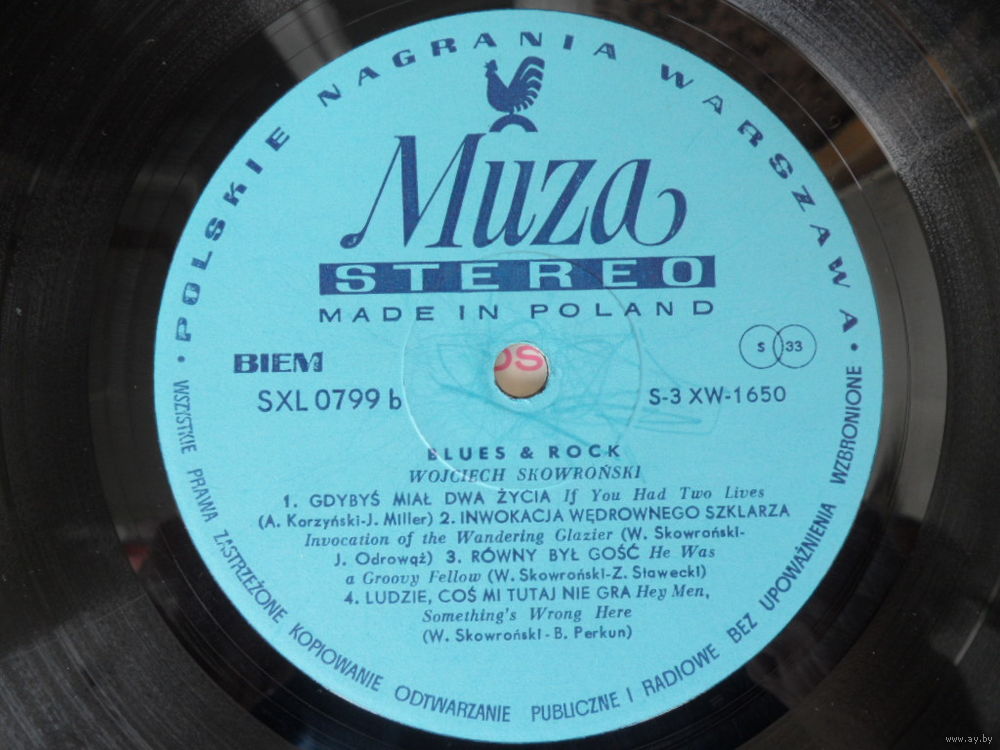 • POLSKIE NAGRANIA WARSZAWA •
Muza
STEREO
MADE IN POLAND
BIEM
S 33
SXL 0799 b
S-3 XW-1650
BLUES & ROCK
WOJCIECH SKOWROŃSKI
1. GDYBYŚ MIAŁ DWA ŻYCIA If You Had Two Lives
(A. Korzyński-J. Miller) 2. INWOKACJA WĘDROWNEGO SZKLARZA
Invocation of the Wandering Glazier (W. Skowroński-
J. Odrowąż) 3. RÓWNY BYŁ GOŚĆ He Was
a Groovy Fellow (W. Skowroński-Z. Sławecki)
4. LUDZIE, COŚ MI TUTAJ NIE GRA Hey Men,
Something's Wrong Here
(W. Skowroński - B. Perkun)
WSZYSTKIE PRAWA ZASTRZEŻONE KOPIOWANIE ODTWARZANIE PUBLICZNE I RADIOWE BEZ UPOWAŻNIENIA WZBRONIONE
www.ay.by